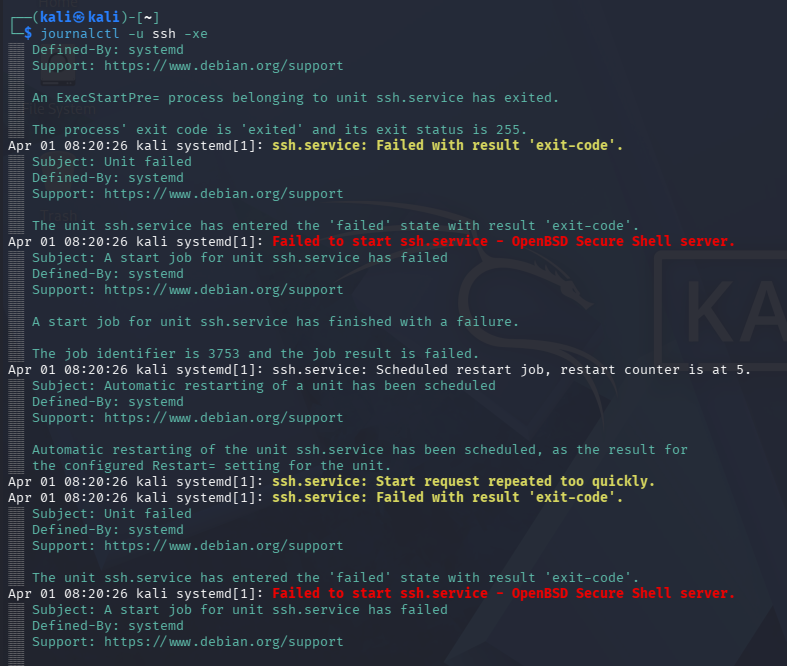 ┌──(kali㉿kali)-[~]
└─$ journalctl -u ssh -xe
░░ Defined-By: systemd
░░ Support: https://www.debian.org/support
░░
░░ An ExecStartPre= process belonging to unit ssh.service has exited.
░░
░░ The process' exit code is 'exited' and its exit status is 255.
Apr 01 08:20:26 kali systemd[1]: ssh.service: Failed with result 'exit-code'.
░░ Subject: Unit failed
░░ Defined-By: systemd
░░ Support: https://www.debian.org/support
░░
░░ The unit ssh.service has entered the 'failed' state with result 'exit-code'.
Apr 01 08:20:26 kali systemd[1]: Failed to start ssh.service - OpenBSD Secure Shell server.
░░ Subject: A start job for unit ssh.service has failed
░░ Defined-By: systemd
░░ Support: https://www.debian.org/support
░░
░░ A start job for unit ssh.service has finished with a failure.
░░
░░ The job identifier is 3753 and the job result is failed.
Apr 01 08:20:26 kali systemd[1]: ssh.service: Scheduled restart job, restart counter is at 5.
░░ Subject: Automatic restarting of a unit has been scheduled
░░ Defined-By: systemd
░░ Support: https://www.debian.org/support
░░
░░ Automatic restarting of the unit ssh.service has been scheduled, as the result for
░░ the configured Restart= setting for the unit.
Apr 01 08:20:26 kali systemd[1]: ssh.service: Start request repeated too quickly.
Apr 01 08:20:26 kali systemd[1]: ssh.service: Failed with result 'exit-code'.
░░ Subject: Unit failed
░░ Defined-By: systemd
░░ Support: https://www.debian.org/support
░░
░░ The unit ssh.service has entered the 'failed' state with result 'exit-code'.
Apr 01 08:20:26 kali systemd[1]: Failed to start ssh.service - OpenBSD Secure Shell server.
░░ Subject: A start job for unit ssh.service has failed
░░ Defined-By: systemd
░░ Support: https://www.debian.org/support
░░
KA